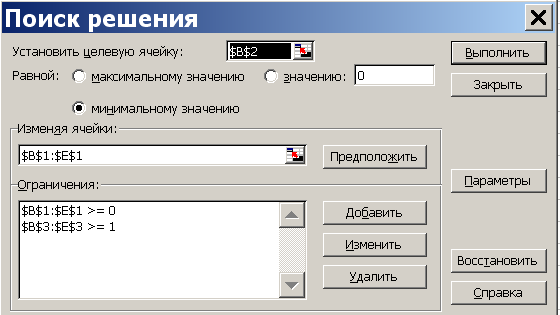 Поиск решения
Установить целевую ячейку: $B$2 Выполнить
Равной: максимальному значению значению: 0 Закрыть
минимальному значению
Изменяя ячейки:
$B$1:$E$1 Предположить
Ограничения: Параметры
$B$1:$E$1 >= 0 Добавить
$B$3:$E$3 >= 1
Изменить
Восстановить
Удалить
Справка